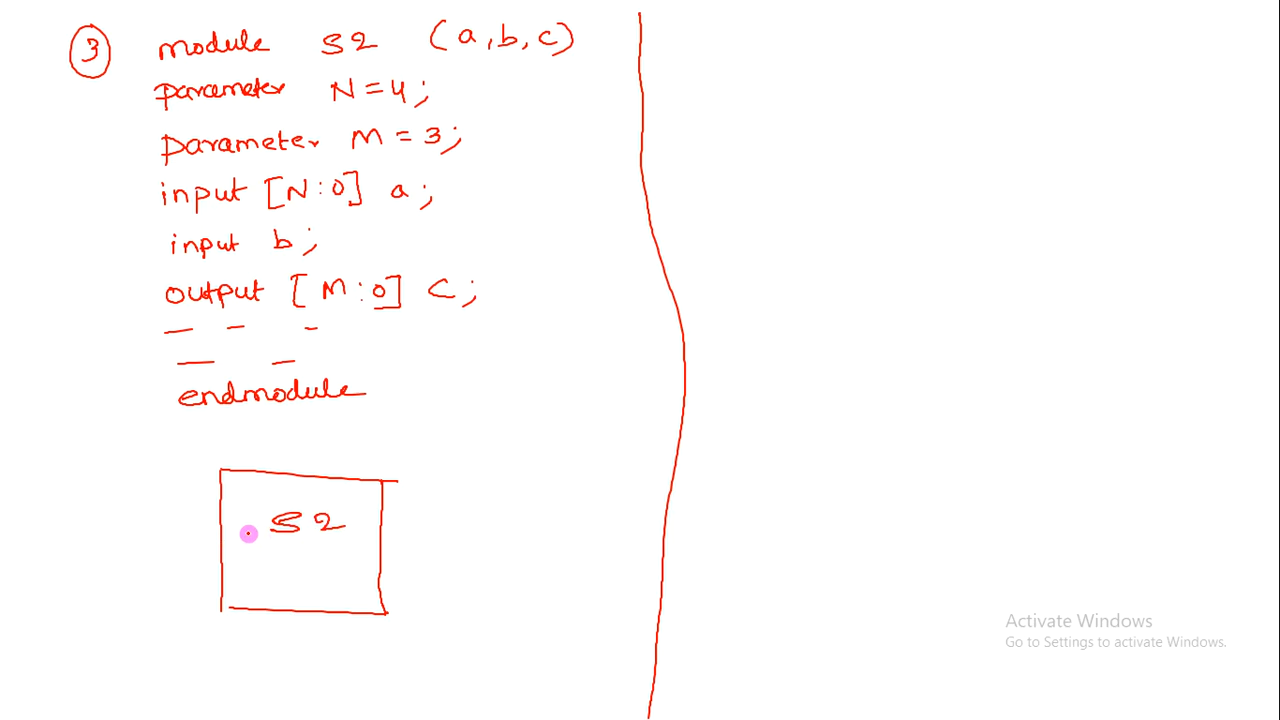 3 module S2 (a,b,c)
parameter N=4;
parameter M=3;
input [N:0] a;
input b;
output [M:0] c;
endmodule
S2
Activate Windows
Go to Settings to activate Windows.